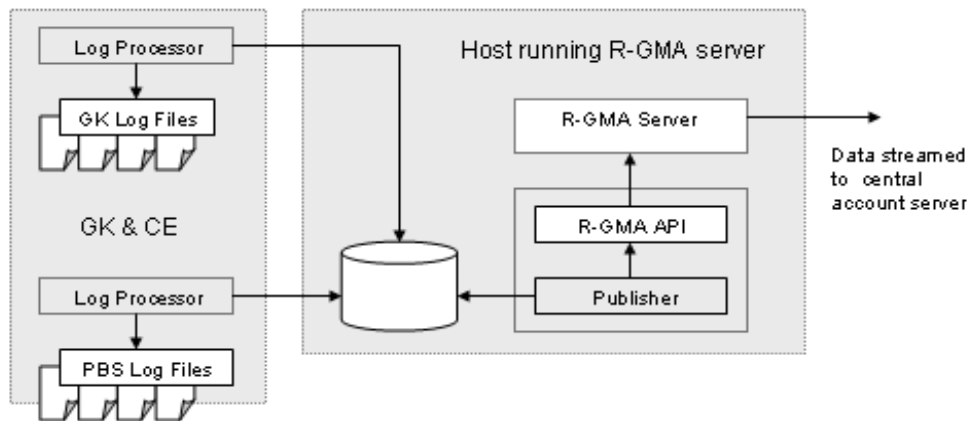 Log Processor
GK Log Files
GK & CE
Log Processor
PBS Log Files
Host running R-GMA server
R-GMA Server
R-GMA API
Publisher
Data streamed
to central
account server